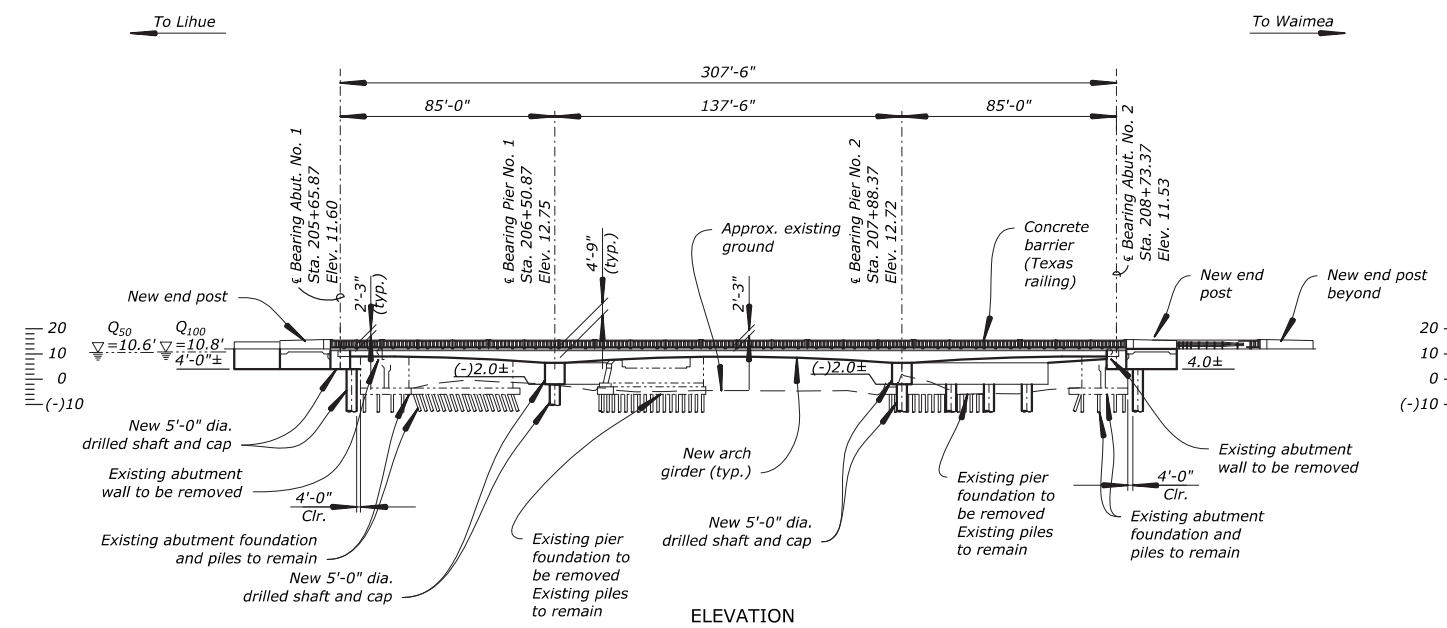 To Lihue
To Waimea
307'-6"
85'-0"
137'-6"
85'-0"
℄ Bearing Abut. No. 1
Sta. 205+65.87
Elev. 11.60
℄ Bearing Pier No. 1
Sta. 206+50.87
Elev. 12.75
℄ Bearing Pier No. 2
Sta. 207+88.37
Elev. 12.72
℄ Bearing Abut. No. 2
Sta. 208+73.37
Elev. 11.53
2'-3"
(typ.)
4'-9"
(typ.)
2'-3"
Approx. existing
ground
Concrete
barrier
(Texas
railing)
New end post
New end
post
New end post
beyond
20
10
0
(-)10
Q50
=10.6'
Q100
=10.8'
4'-0"±
(-)2.0±
(-)2.0±
4.0±
20
10
0
(-)10
New 5'-0" dia.
drilled shaft and cap
Existing abutment
wall to be removed
4'-0"
Clr.
Existing abutment foundation
and piles to remain
New 5'-0" dia.
drilled shaft and cap
Existing pier
foundation to
be removed
Existing piles
to remain
New arch
girder (typ.)
New 5'-0" dia.
drilled shaft and cap
Existing pier
foundation to
be removed
Existing piles
to remain
4'-0"
Clr.
Existing abutment
wall to be removed
Existing abutment
foundation and
piles to remain
ELEVATION